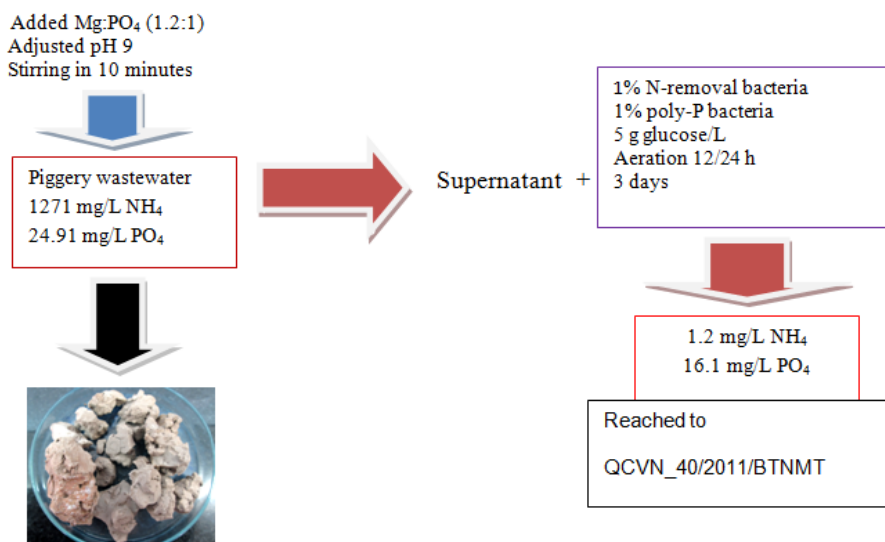 Added Mg:PO₄ (1.2:1)
Adjusted pH 9
Stirring in 10 minutes
Piggery wastewater
1271 mg/L NH₄
24.91 mg/L PO₄
Supernatant +
1% N-removal bacteria
1% poly-P bacteria
5 g glucose/L
Aeration 12/24 h
3 days
1.2 mg/L NH₄
16.1 mg/L PO₄
Reached to
QCVN_40/2011/BTNMT